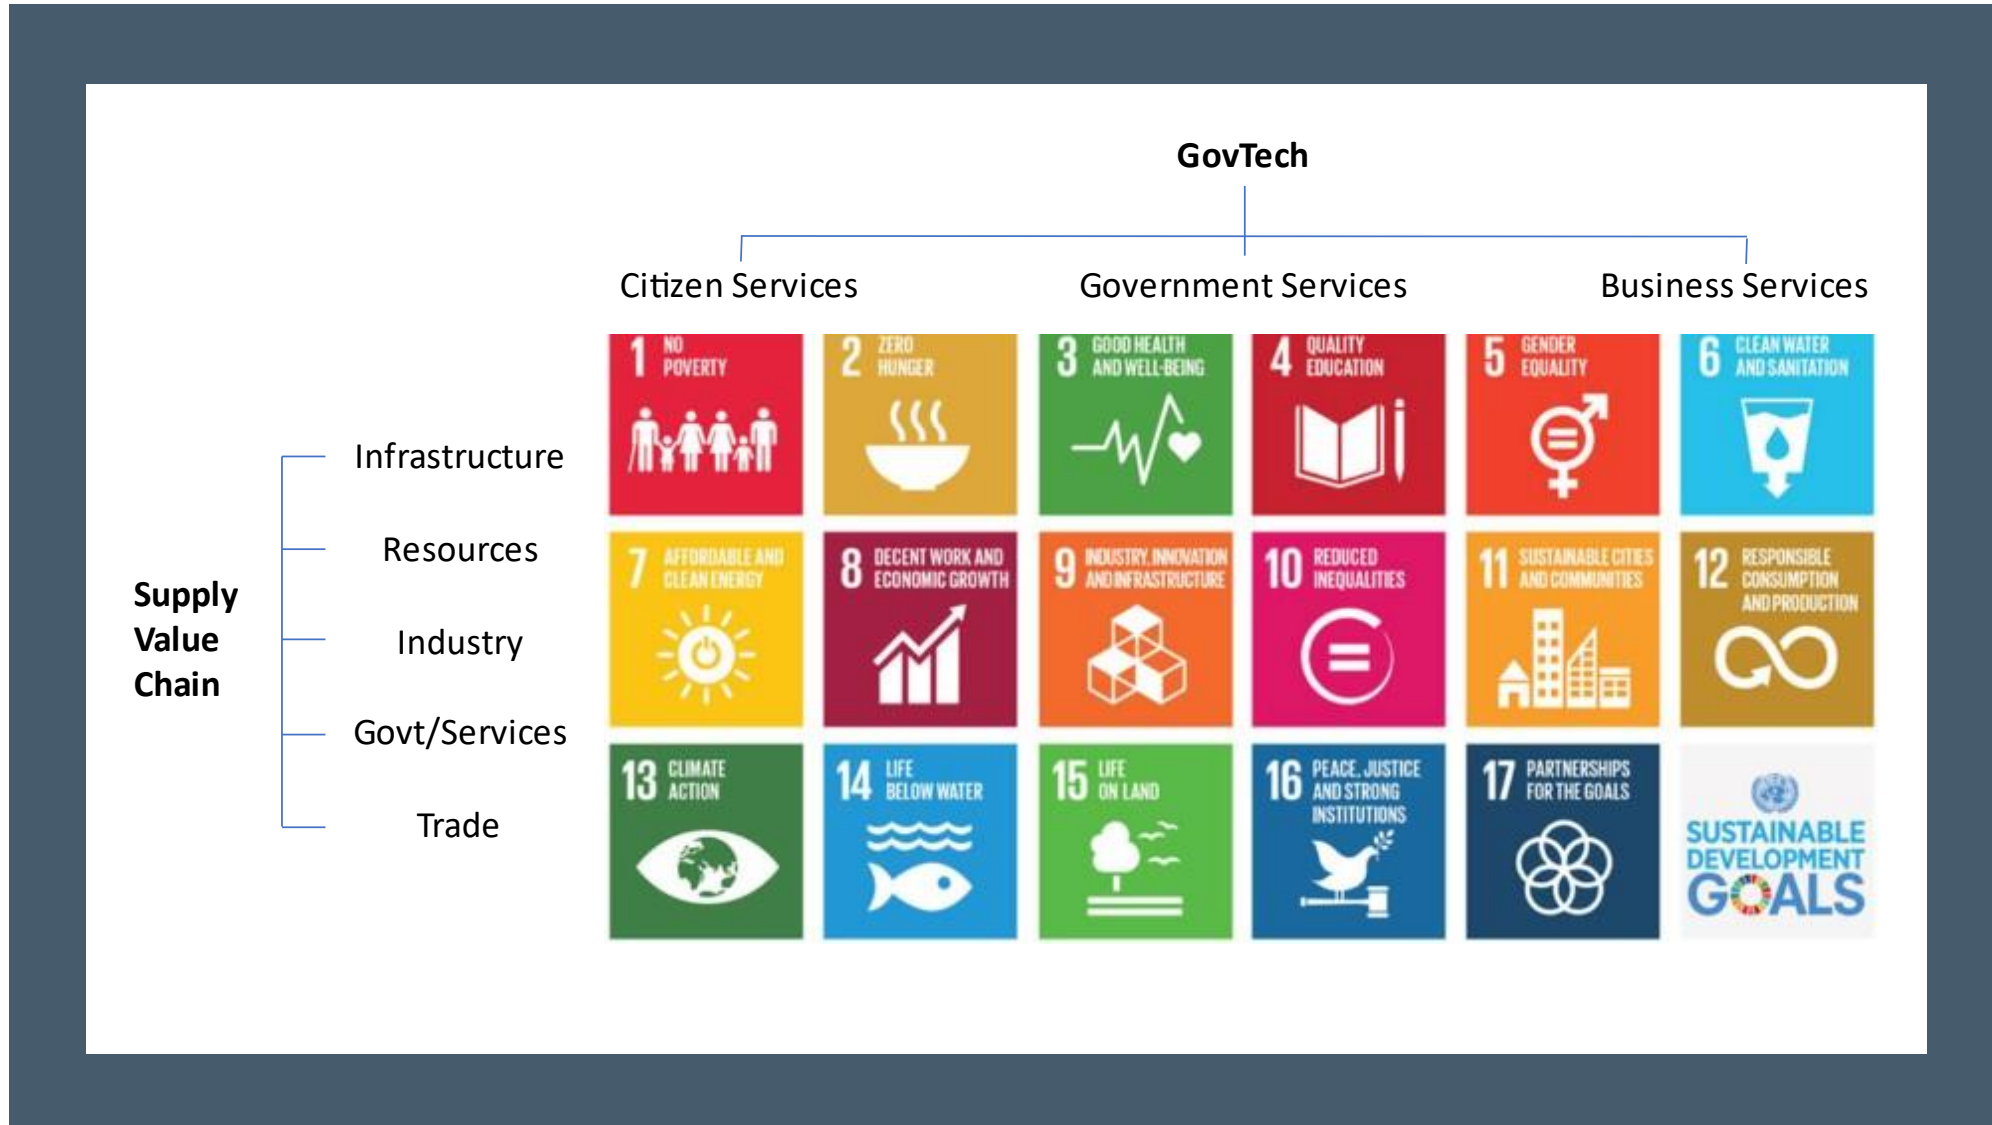 GovTech
Citizen Services
Government Services
Business Services
Supply
Value
Chain
Infrastructure
Resources
Industry
Govt/Services
Trade
1 NO
POVERTY
2 ZERO
HUNGER
3 GOOD HEALTH
AND WELL-BEING
4 QUALITY
EDUCATION
5 GENDER
EQUALITY
6 CLEAN WATER
AND SANITATION
7 AFFORDABLE AND
CLEAN ENERGY
8 DECENT WORK AND
ECONOMIC GROWTH
9 INDUSTRY, INNOVATION
AND INFRASTRUCTURE
10 REDUCED
INEQUALITIES
11 SUSTAINABLE CITIES
AND COMMUNITIES
12 RESPONSIBLE
CONSUMPTION
AND PRODUCTION
13 CLIMATE
ACTION
14 LIFE
BELOW WATER
15 LIFE
ON LAND
16 PEACE, JUSTICE
AND STRONG
INSTITUTIONS
17 PARTNERSHIPS
FOR THE GOALS
SUSTAINABLE
DEVELOPMENT
GOALS